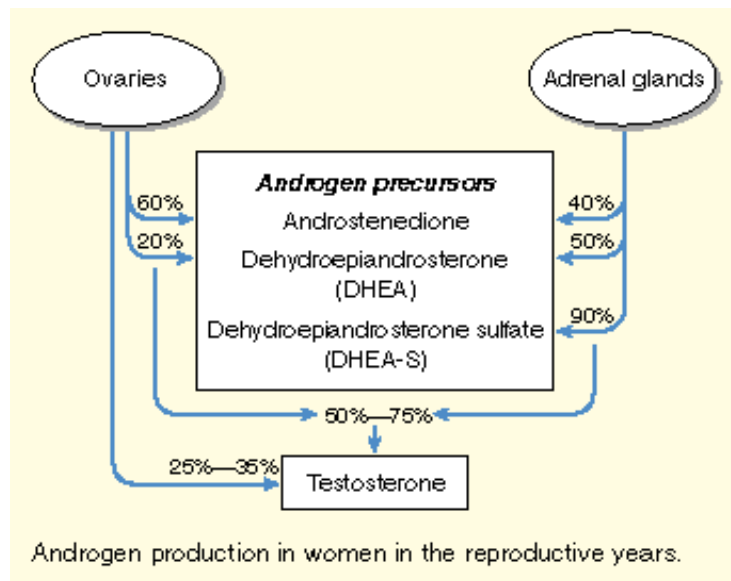 Ovaries
Adrenal glands
Androgen precursors
60%
Androstenedione
40%
20%
Dehydroepiandrosterone
(DHEA)
50%
Dehydroepiandrosterone sulfate
(DHEA-S)
90%
50%—75%
25%—35%
Testosterone
Androgen production in women in the reproductive years.